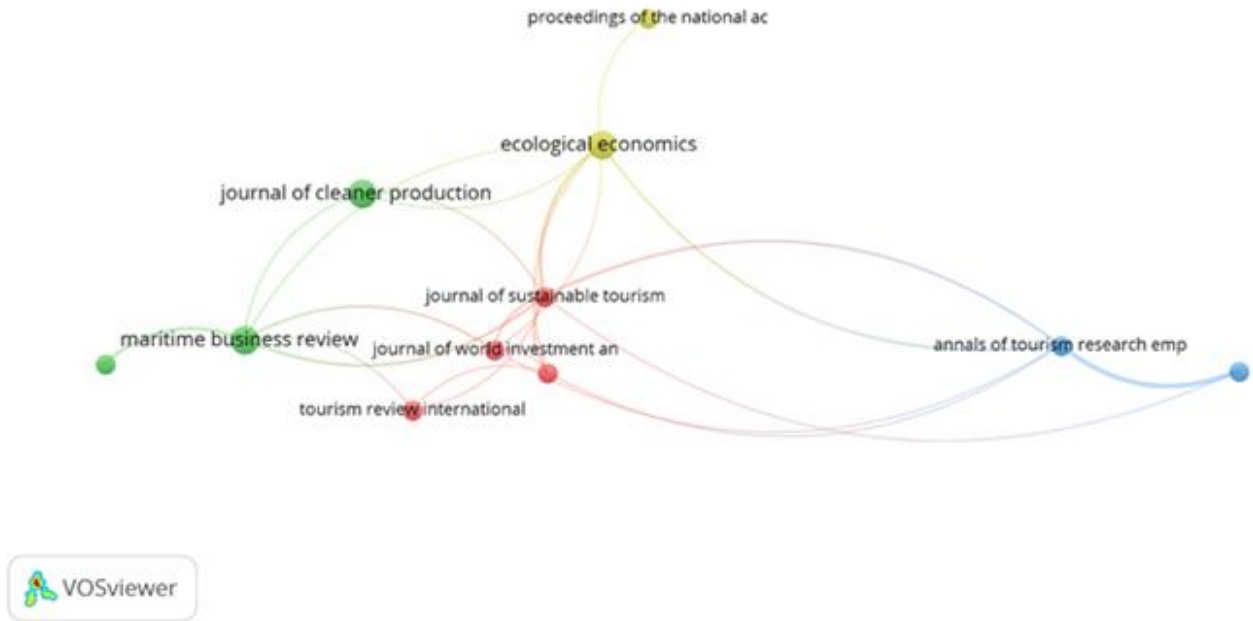 proceedings of the national ac
ecological economics
journal of cleaner production
journal of sustainable tourism
maritime business review
journal of world investment an
annals of tourism research emp
tourism review international
VOSviewer